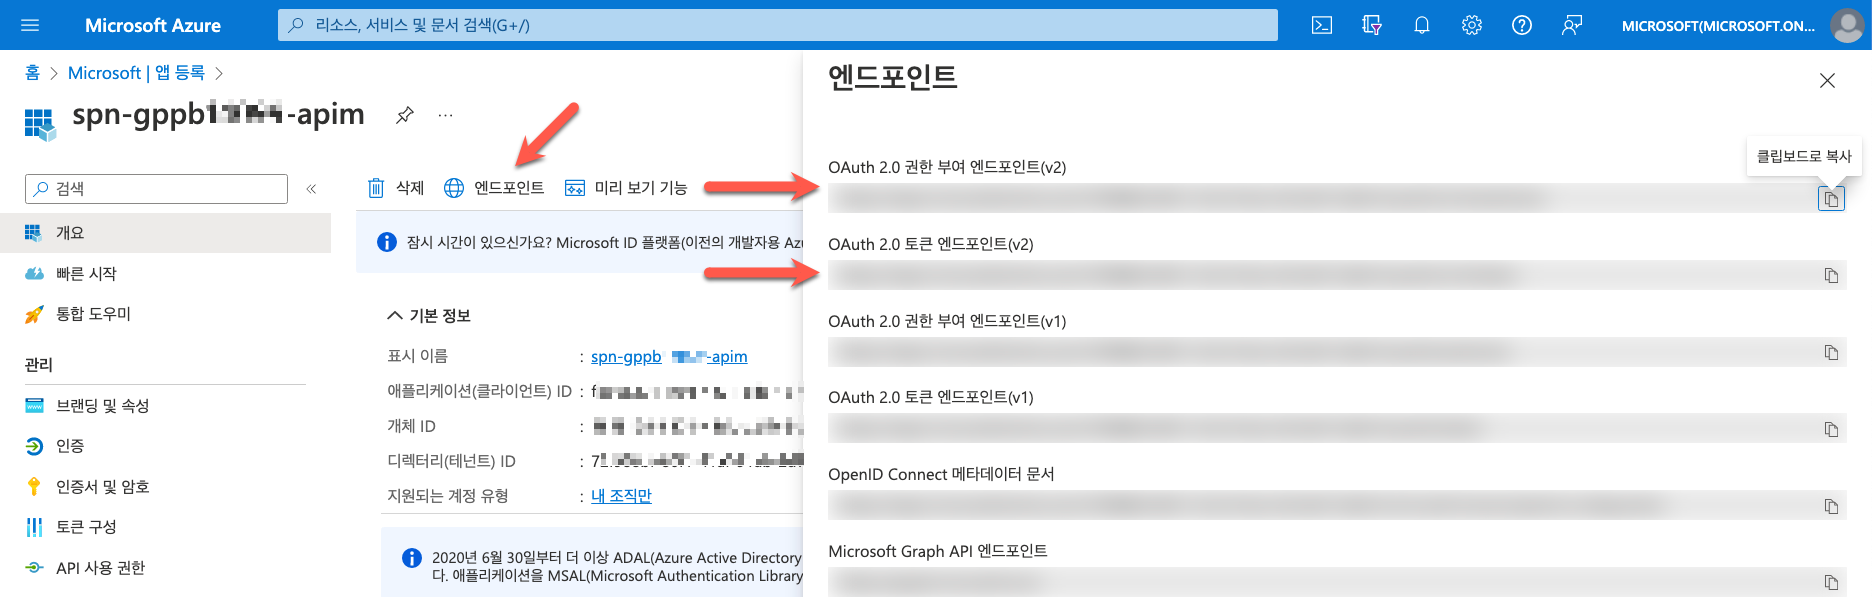 Microsoft Azure
리소스, 서비스 및 문서 검색(G+/)
MICROSOFT(MICROSOFT.ON...
홈 > Microsoft | 앱 등록 >
spn-gppb -apim
...
검색
«
개요
빠른 시작
통합 도우미
관리
브랜딩 및 속성
인증
인증서 및 암호
토큰 구성
API 사용 권한
삭제
엔드포인트
미리 보기 기능
잠시 시간이 있으신가요? Microsoft ID 플랫폼(이전의 개발자용 Azu
기본 정보
표시 이름 : spn-gppb -apim
애플리케이션(클라이언트) ID : f
개체 ID :
디렉터리(테넌트) ID : 7
지원되는 계정 유형 : 내 조직만
2020년 6월 30일부터 더 이상 ADAL(Azure Active Directory
다. 애플리케이션을 MSAL(Microsoft Authentication Library
엔드포인트
클립보드로 복사
OAuth 2.0 권한 부여 엔드포인트(v2)
OAuth 2.0 토큰 엔드포인트(v2)
OAuth 2.0 권한 부여 엔드포인트(v1)
OAuth 2.0 토큰 엔드포인트(v1)
OpenID Connect 메타데이터 문서
Microsoft Graph API 엔드포인트